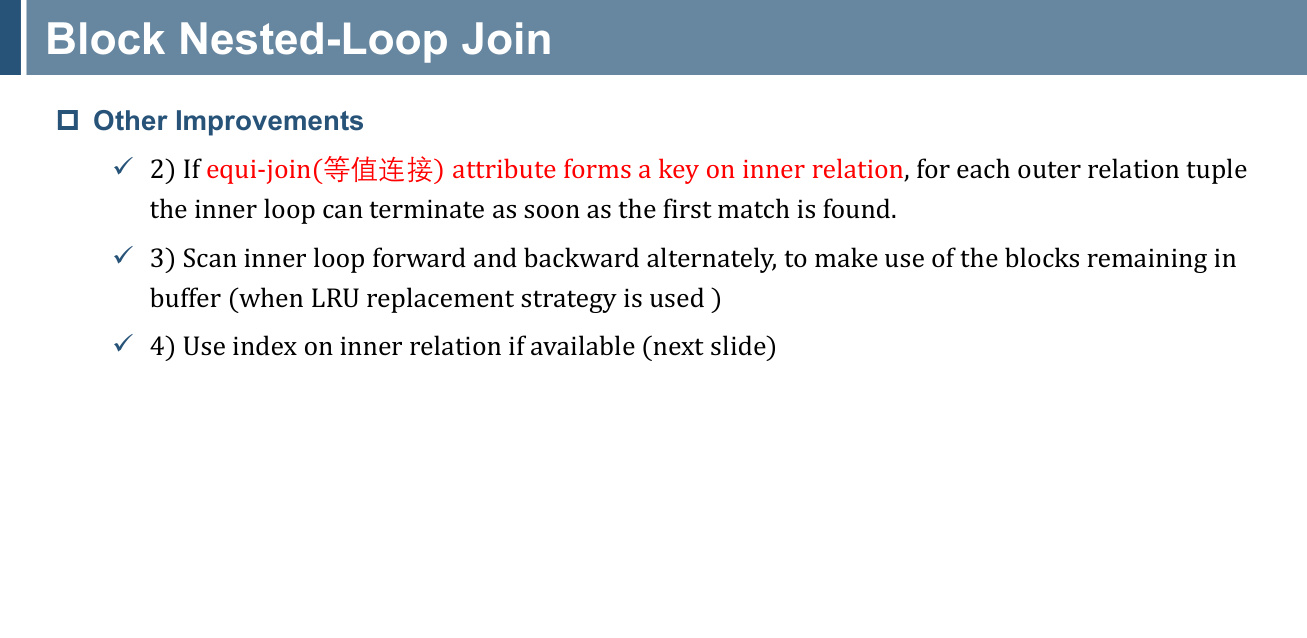 Block Nested-Loop Join
Other Improvements
2) If equi-join(等值连接) attribute forms a key on inner relation, for each outer relation tuple
the inner loop can terminate as soon as the first match is found.
3) Scan inner loop forward and backward alternately, to make use of the blocks remaining in
buffer (when LRU replacement strategy is used )
4) Use index on inner relation if available (next slide)